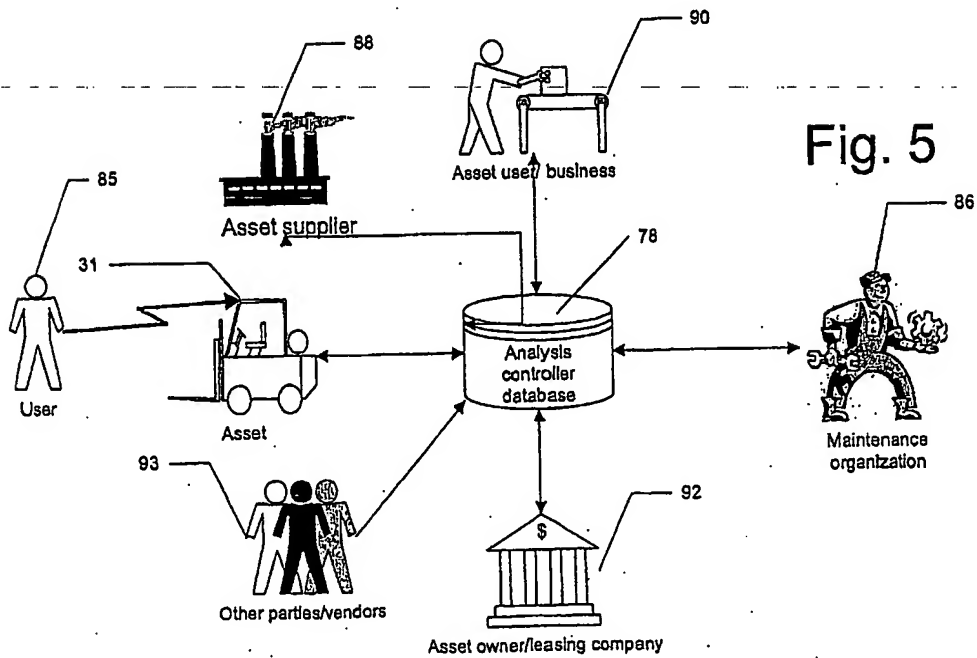 88
90
Fig. 5
Asset user/ business
85
86
Asset supplier
78
31
Analysis
controller
database
User
Asset
Maintenance
organization
93
92
$
Other parties/vendors
Asset owner/leasing company